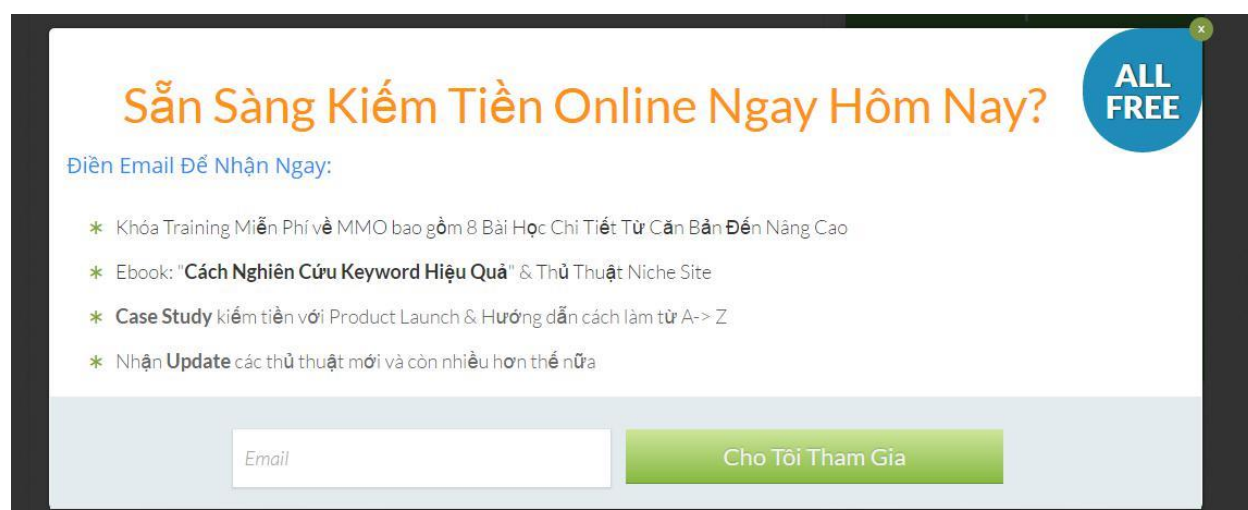 x
ALL
FREE
Sẵn Sàng Kiếm Tiền Online Ngay Hôm Nay?
Điền Email Để Nhận Ngay:
* Khóa Training Miễn Phí về MMO bao gồm 8 Bài Học Chi Tiết Từ Căn Bản Đến Nâng Cao
* Ebook: "Cách Nghiên Cứu Keyword Hiệu Quả" & Thủ Thuật Niche Site
* Case Study kiếm tiền với Product Launch & Hướng dẫn cách làm từ A-> Z
* Nhận Update các thủ thuật mới và còn nhiều hơn thế nữa
Email
Cho Tôi Tham Gia